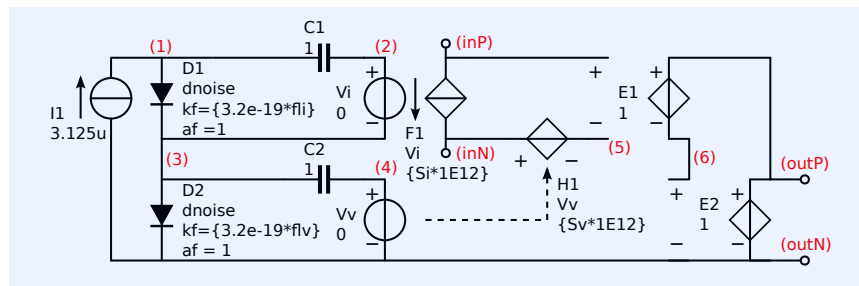 I1
3.125u
(1)
D1
dnoise
kf={3.2e-19*fli}
af =1
C1
1
(2)
+
Vi
0
−
(3)
D2
dnoise
kf={3.2e-19*flv}
af = 1
C2
1
(4)
+
Vv
0
−
(inP)
F1
Vi
{Si*1E12}
(inN)
+
−
H1
Vv
{Sv*1E12}
+
−
(5)
E1
1
+
−
(6)
+
−
E2
1
+
−
(outP)
(outN)